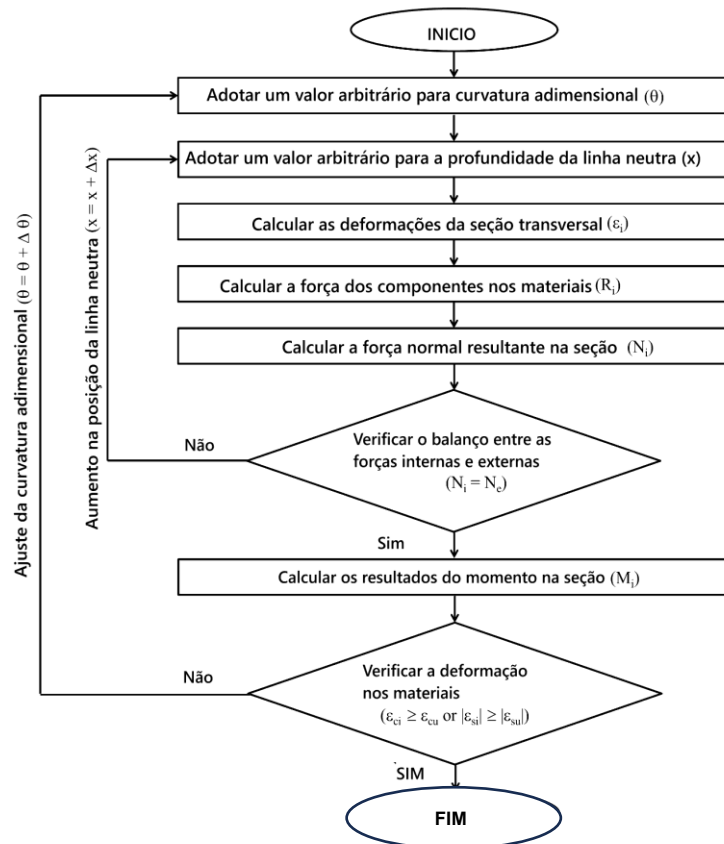 INICIO
Adotar um valor arbitrário para curvatura adimensional (θ)
Adotar um valor arbitrário para a profundidade da linha neutra (x)
Calcular as deformações da seção transversal (εi)
Calcular a força dos componentes nos materiais (Ri)
Calcular a força normal resultante na seção (Ni)
Não
Verificar o balanço entre as
forças internas e externas
(Ni = Ne)
Sim
Calcular os resultados do momento na seção (Mi)
Não
Verificar a deformação
nos materiais
(εci ≥ εcu or |εsi| ≥ |εsu|)
SIM
FIM
Ajuste da curvatura adimensional (θ = θ + Δ θ)
Aumento na posição da linha neutra (x = x + Δx)